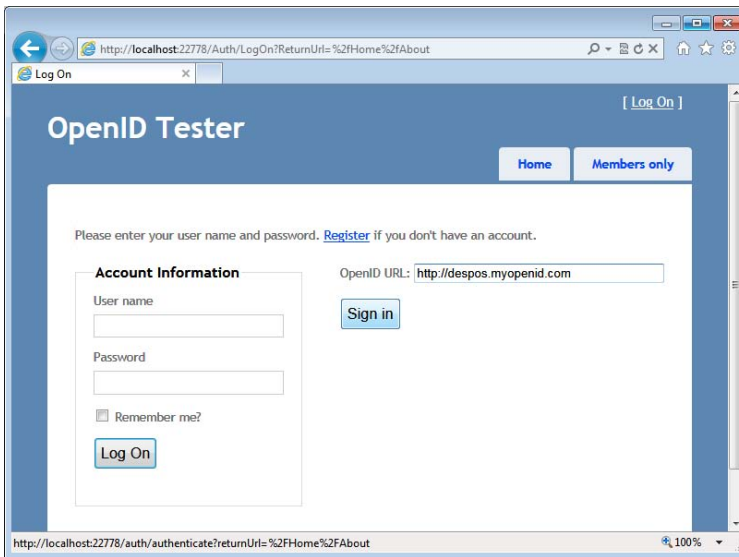 http://localhost:22778/Auth/LogOn?ReturnUrl=%2fHome%2fAbout
Log On
[ Log On ]
OpenID Tester
Home
Members only
Please enter your user name and password. Register if you don't have an account.
Account Information
OpenID URL: http://despos.myopenid.com
User name
Sign in
Password
Remember me?
Log On
http://localhost:22778/auth/authenticate?returnUrl=%2FHome%2FAbout
100%